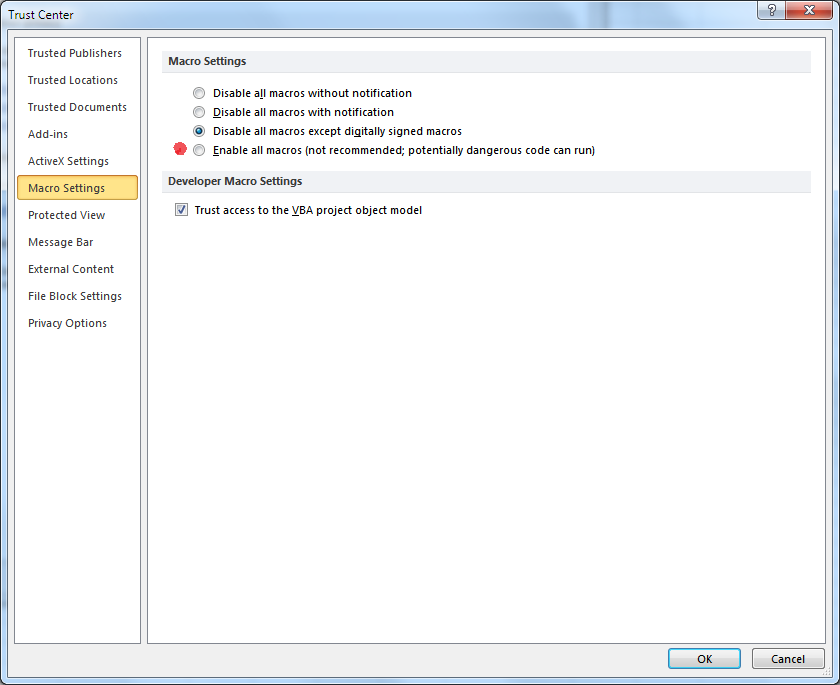 Trust Center
Trusted Publishers
Trusted Locations
Trusted Documents
Add-ins
ActiveX Settings
Macro Settings
Protected View
Message Bar
External Content
File Block Settings
Privacy Options
Macro Settings
Disable all macros without notification
Disable all macros with notification
Disable all macros except digitally signed macros
Enable all macros (not recommended; potentially dangerous code can run)
Developer Macro Settings
Trust access to the VBA project object model
OK
Cancel